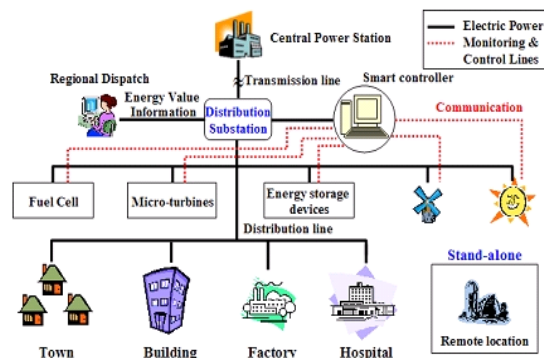 Central Power Station
Electric Power
Monitoring &
Control Lines
Regional Dispatch
Transmission line
Smart controller
Energy Value
Information
Distribution
Substation
Communication
Fuel Cell
Micro-turbines
Energy storage
devices
Distribution line
Stand-alone
Remote location
Town
Building
Factory
Hospital